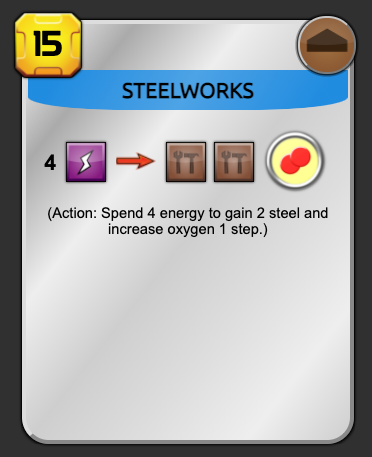 15
STEELWORKS
4
(Action: Spend 4 energy to gain 2 steel and
increase oxygen 1 step.)